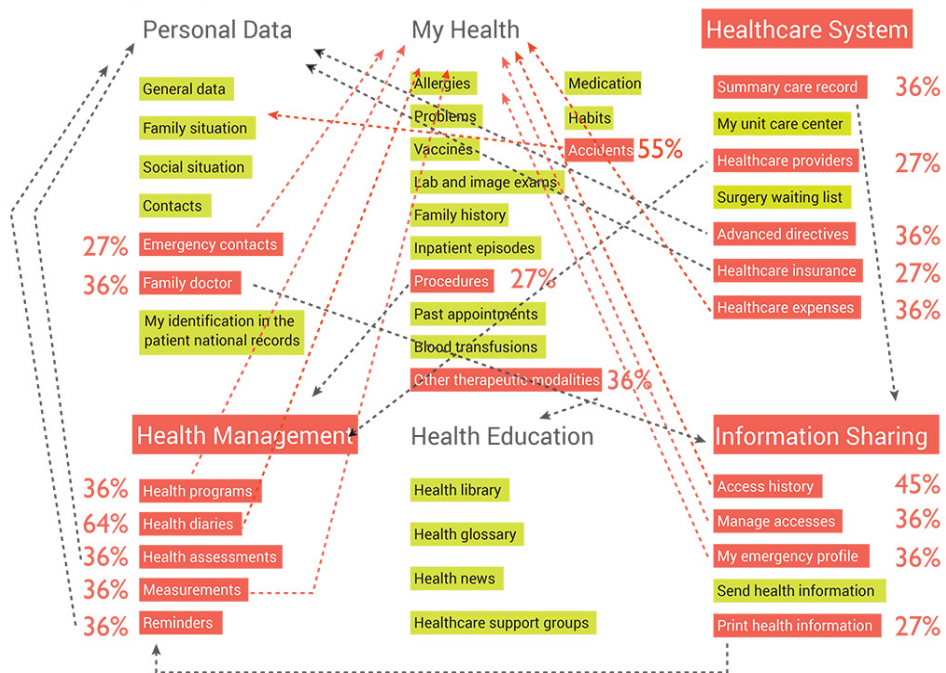 Personal Data
General data
Family situation
Social situation
Contacts
27% Emergency contacts
36% Family doctor
My identification in the
patient national records
My Health
Allergies
Problems
Vaccines
Lab and image exams
Family history
Inpatient episodes
Procedures 27%
Past appointments
Blood transfusions
Other therapeutic modalities 36%
Medication
Habits
Accidents 55%
Healthcare System
Summary care record 36%
My unit care center
Healthcare providers 27%
Surgery waiting list
Advanced directives 36%
Healthcare insurance 27%
Healthcare expenses 36%
Health Management
36% Health programs
64% Health diaries
36% Health assessments
36% Measurements
36% Reminders
Health Education
Health library
Health glossary
Health news
Healthcare support groups
Information Sharing
Access history 45%
Manage accesses 36%
My emergency profile 36%
Send health information
Print health information 27%